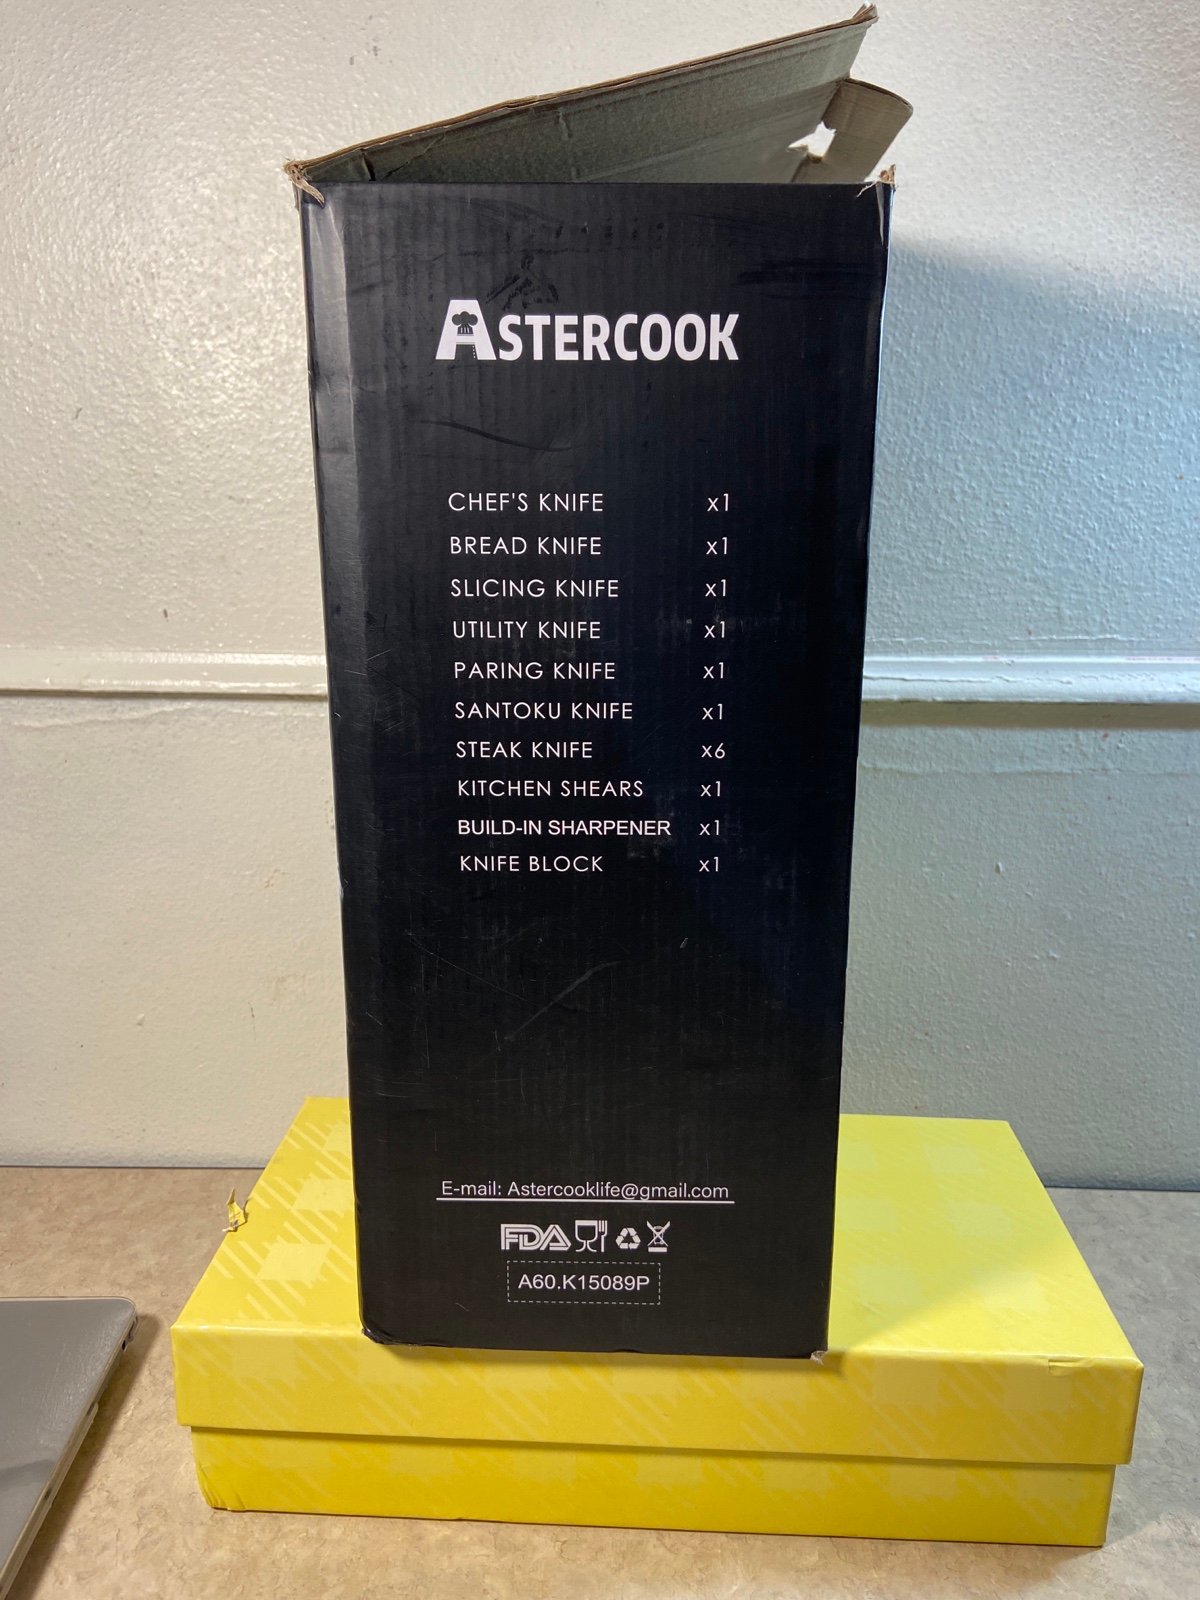 ASTERCOOK
CHEF'S KNIFE x1
BREAD KNIFE x1
SLICING KNIFE x1
UTILITY KNIFE x1
PARING KNIFE x1
SANTOKU KNIFE x1
STEAK KNIFE x6
KITCHEN SHEARS x1
BUILD-IN SHARPENER x1
KNIFE BLOCK x1
E-mail: Astercooklife@gmail.com
FDA
A60.K15089P